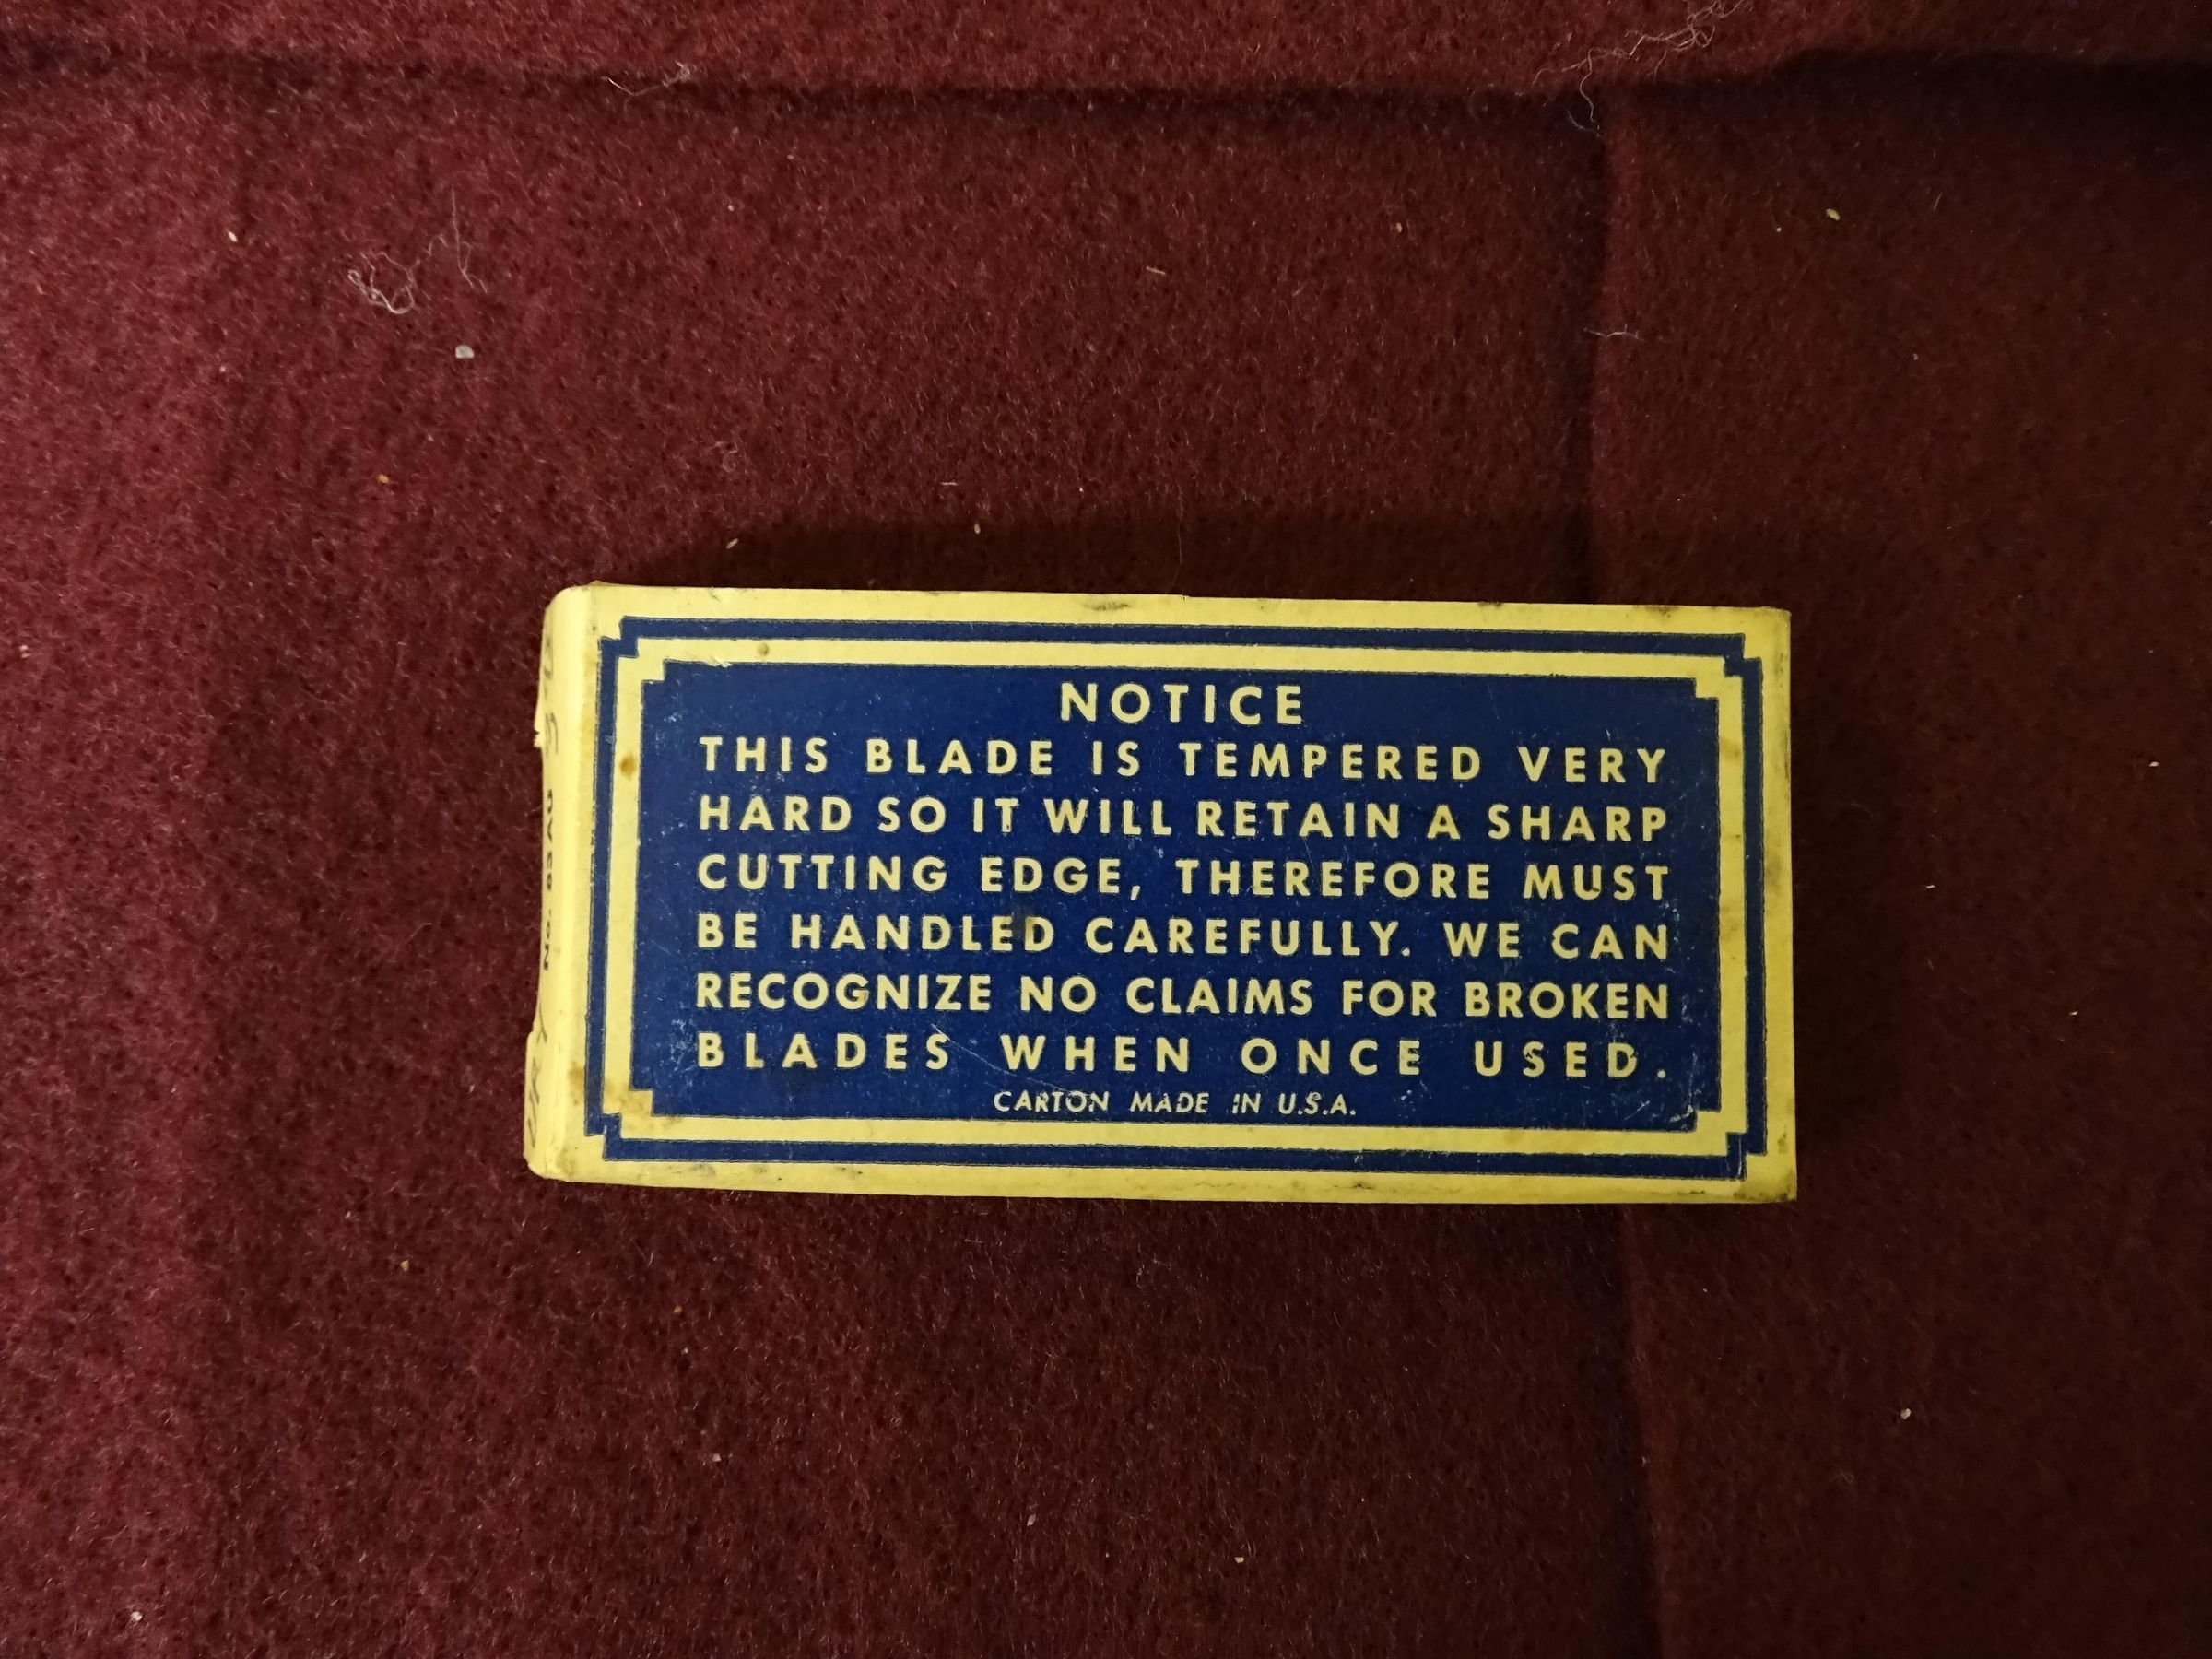 NOTICE
THIS BLADE IS TEMPERED VERY
HARD SO IT WILL RETAIN A SHARP
CUTTING EDGE, THEREFORE MUST
BE HANDLED CAREFULLY. WE CAN
RECOGNIZE NO CLAIMS FOR BROKEN
BLADES WHEN ONCE USED.
CARTON MADE IN U.S.A.
No.